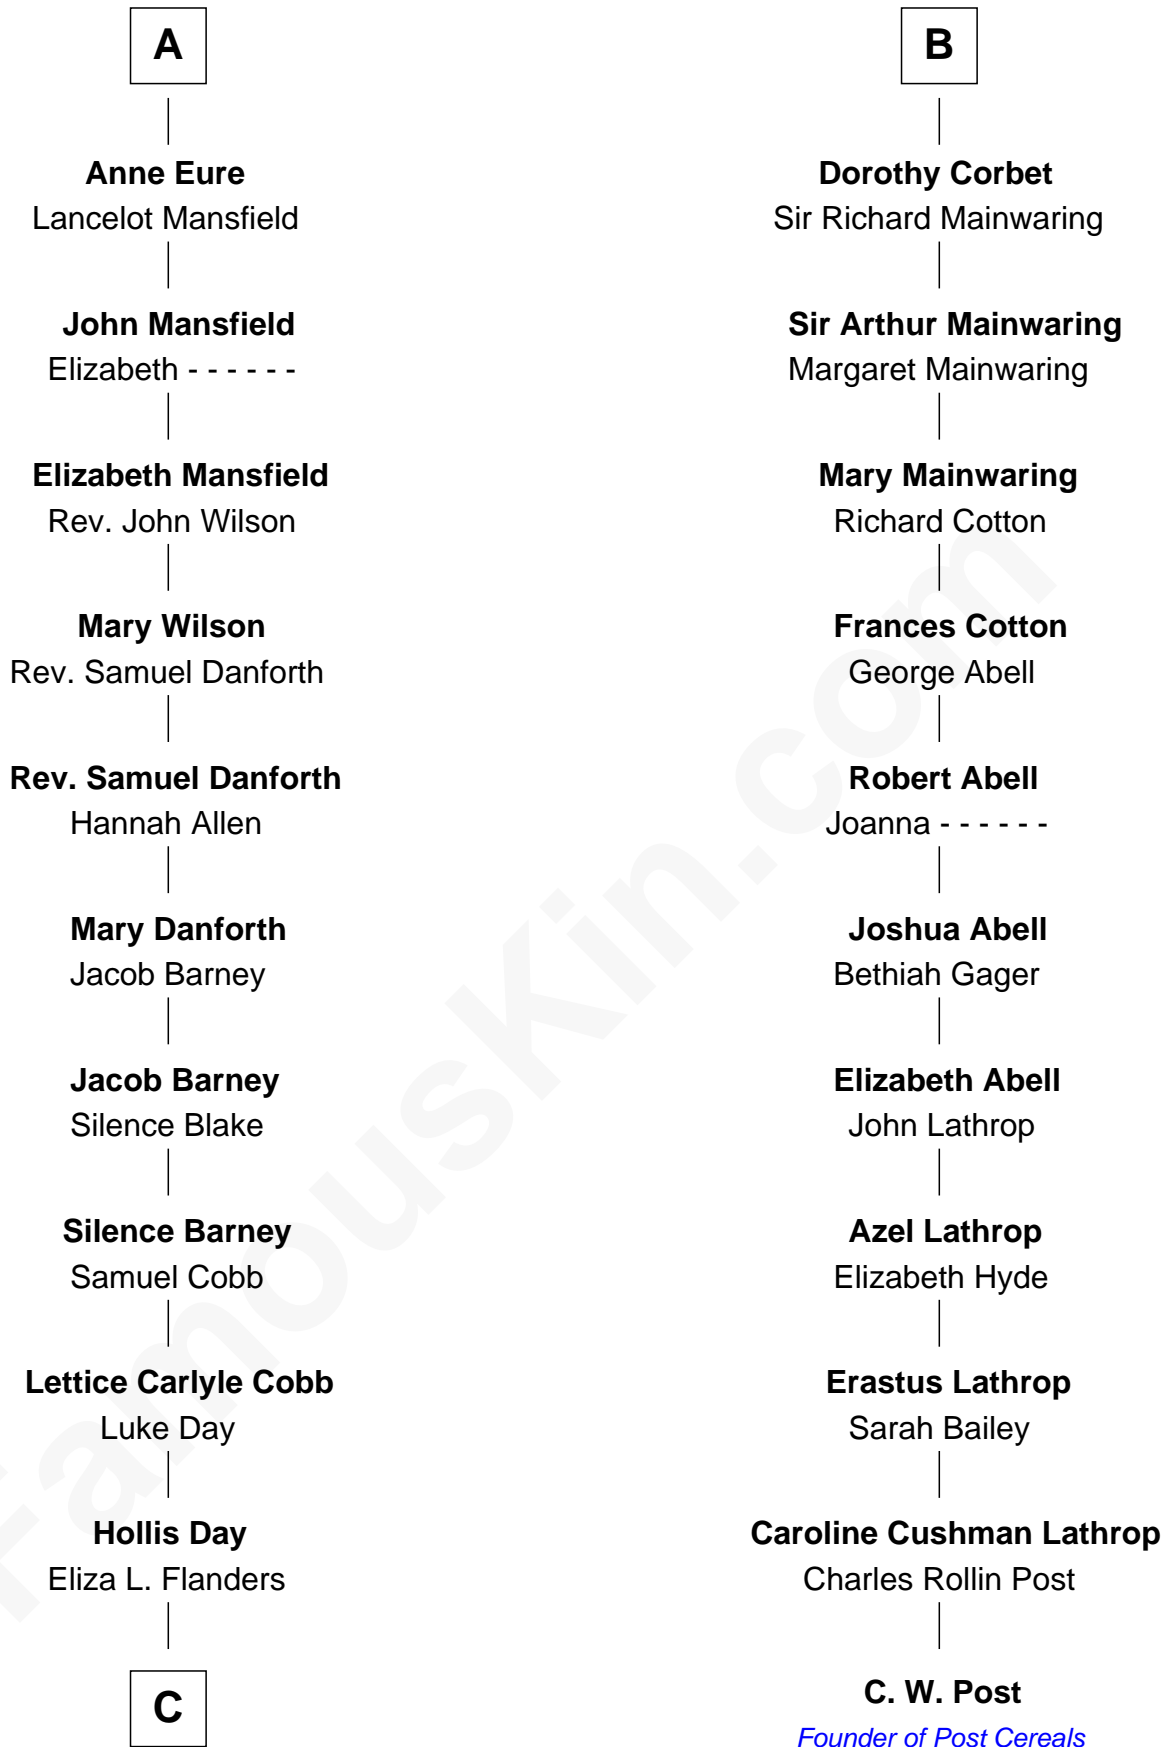 A
Anne Eure
Lancelot Mansfield
John Mansfield
Elizabeth - - - - - -
Elizabeth Mansfield
Rev. John Wilson
Mary Wilson
Rev. Samuel Danforth
Rev. Samuel Danforth
Hannah Allen
Mary Danforth
Jacob Barney
Jacob Barney
Silence Blake
Silence Barney
Samuel Cobb
Lettice Carlyle Cobb
Luke Day
Hollis Day
Eliza L. Flanders
C
B
Dorothy Corbet
Sir Richard Mainwaring
Sir Arthur Mainwaring
Margaret Mainwaring
Mary Mainwaring
Richard Cotton
Frances Cotton
George Abell
Robert Abell
Joanna - - - - - -
Joshua Abell
Bethiah Gager
Elizabeth Abell
John Lathrop
Azel Lathrop
Elizabeth Hyde
Erastus Lathrop
Sarah Bailey
Caroline Cushman Lathrop
Charles Rollin Post
C. W. Post
Founder of Post Cereals
FamousKin.com